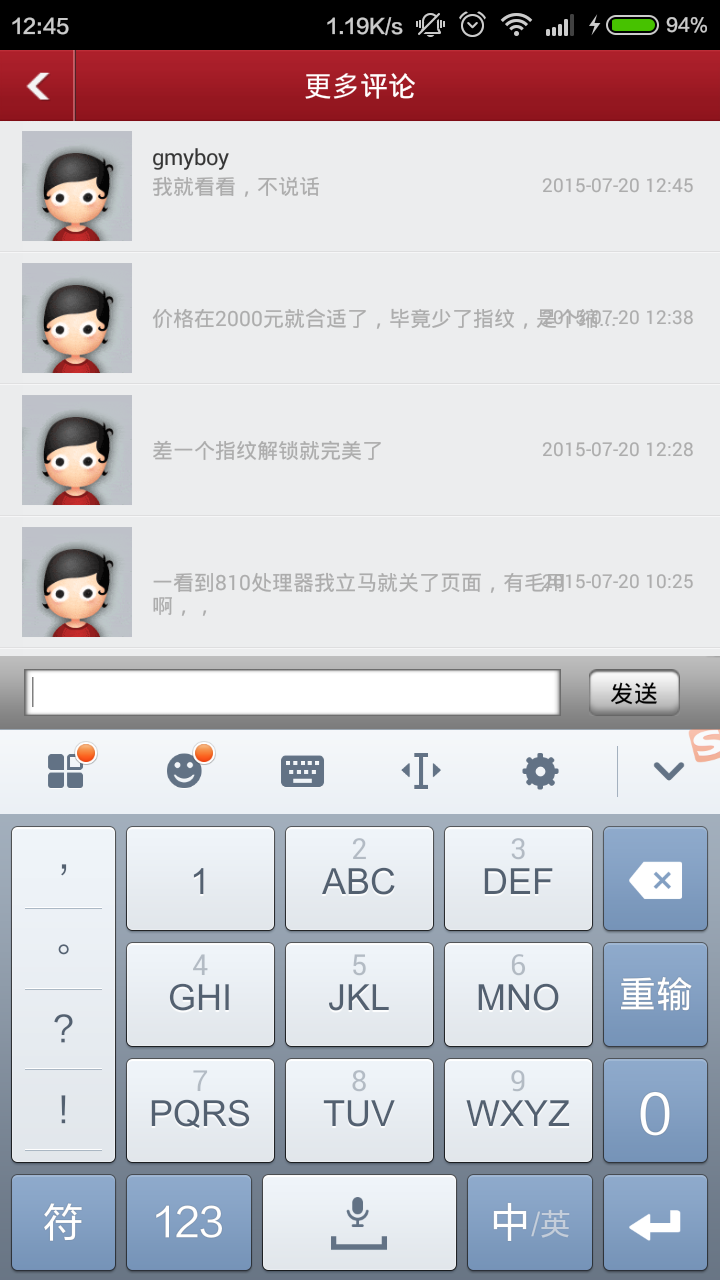 12:45
1.19K/s
94%
更多评论
gmyboy
我就看看，不说话
2015-07-20 12:45
价格在2000元就合适了，毕竟少了指纹，是个缩...
2015-07-20 12:38
差一个指纹解锁就完美了
2015-07-20 12:28
一看到810处理器我立马就关了页面，有毛用
啊，，
2015-07-20 10:25
发送
，
。
?
!
1
2
ABC
3
DEF
4
GHI
5
JKL
6
MNO
重输
7
PQRS
8
TUV
9
WXYZ
0
符
123
中/英